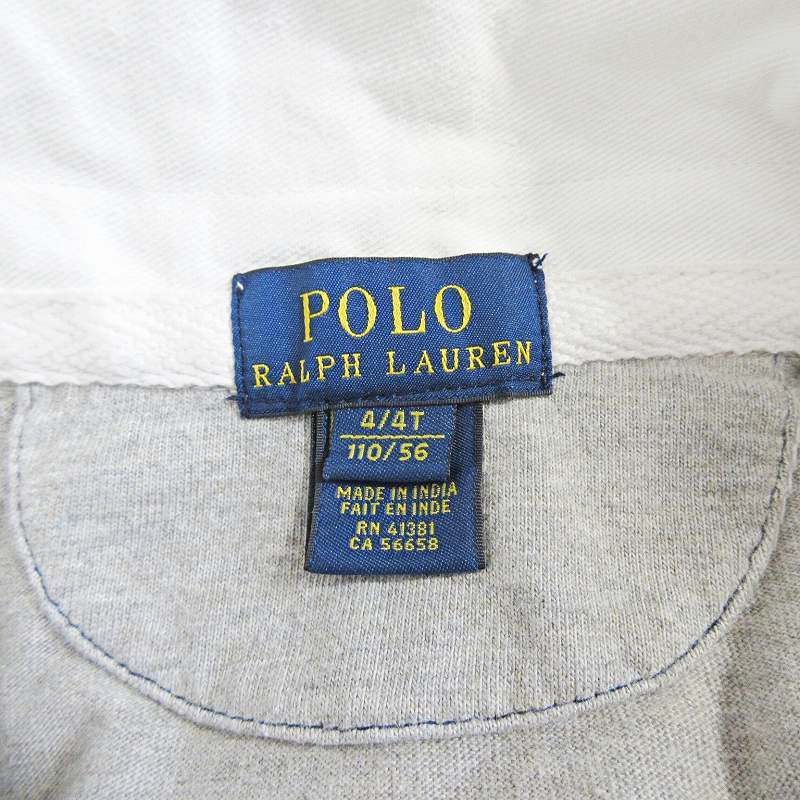 POLO
RALPH LAUREN
4/4T
110/56
MADE IN INDIA
FAIT EN INDE
RN 41381
CA 56658